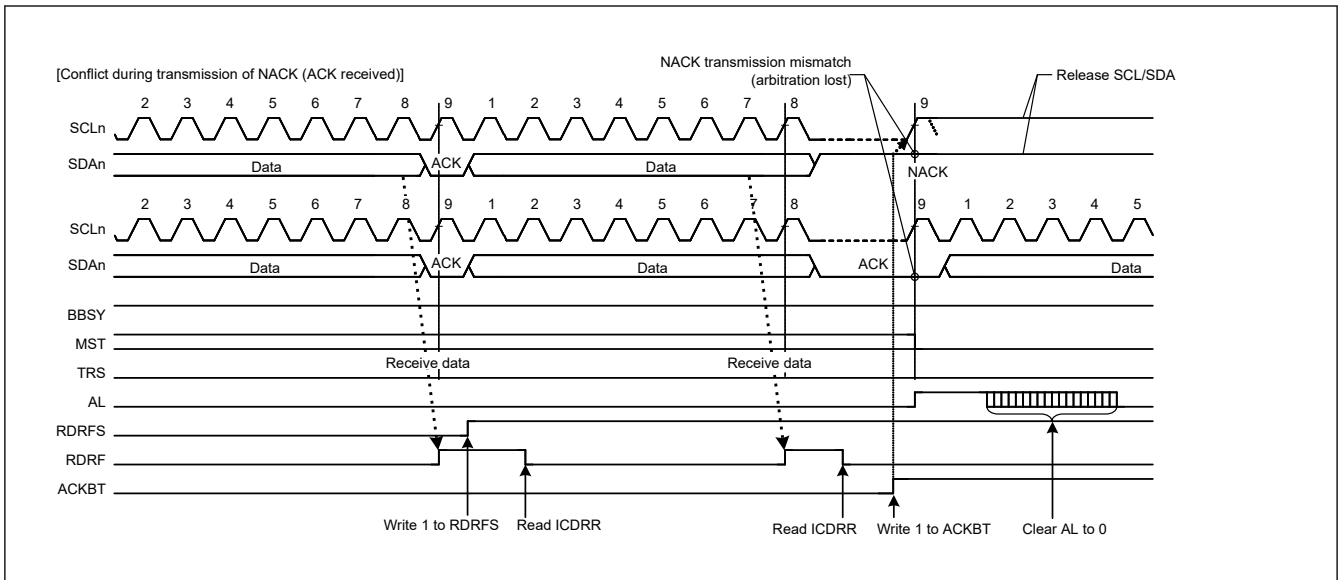 [Conflict during transmission of NACK (ACK received)]
NACK transmission mismatch
(arbitration lost)
Release SCL/SDA
2 3 4 5 6 7 8 9 1 2 3 4 5 6 7 8 9
SCLn
SDAn
Data ACK Data NACK
2 3 4 5 6 7 8 9 1 2 3 4 5 6 7 8 9 1 2 3 4 5
SCLn
SDAn
Data ACK Data ACK Data
BBSY
MST
Receive data Receive data
TRS
AL
RDRFS
RDRF
ACKBT
Write 1 to RDRFS Read ICDRR Read ICDRR Write 1 to ACKBT Clear AL to 0